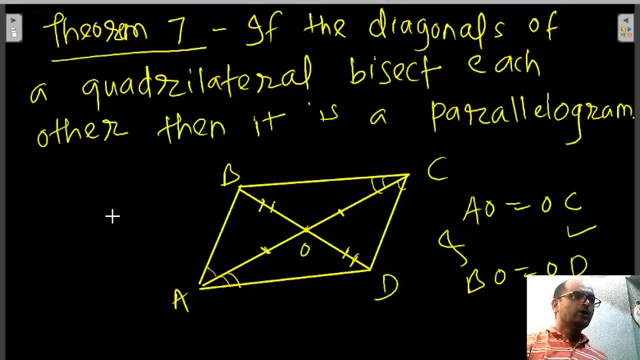 Theorem 7 - If the diagonals of
a quadrilateral bisect each
other then it is a parallelogram.
B
C
A
D
O
AO = OC
&
BO = OD